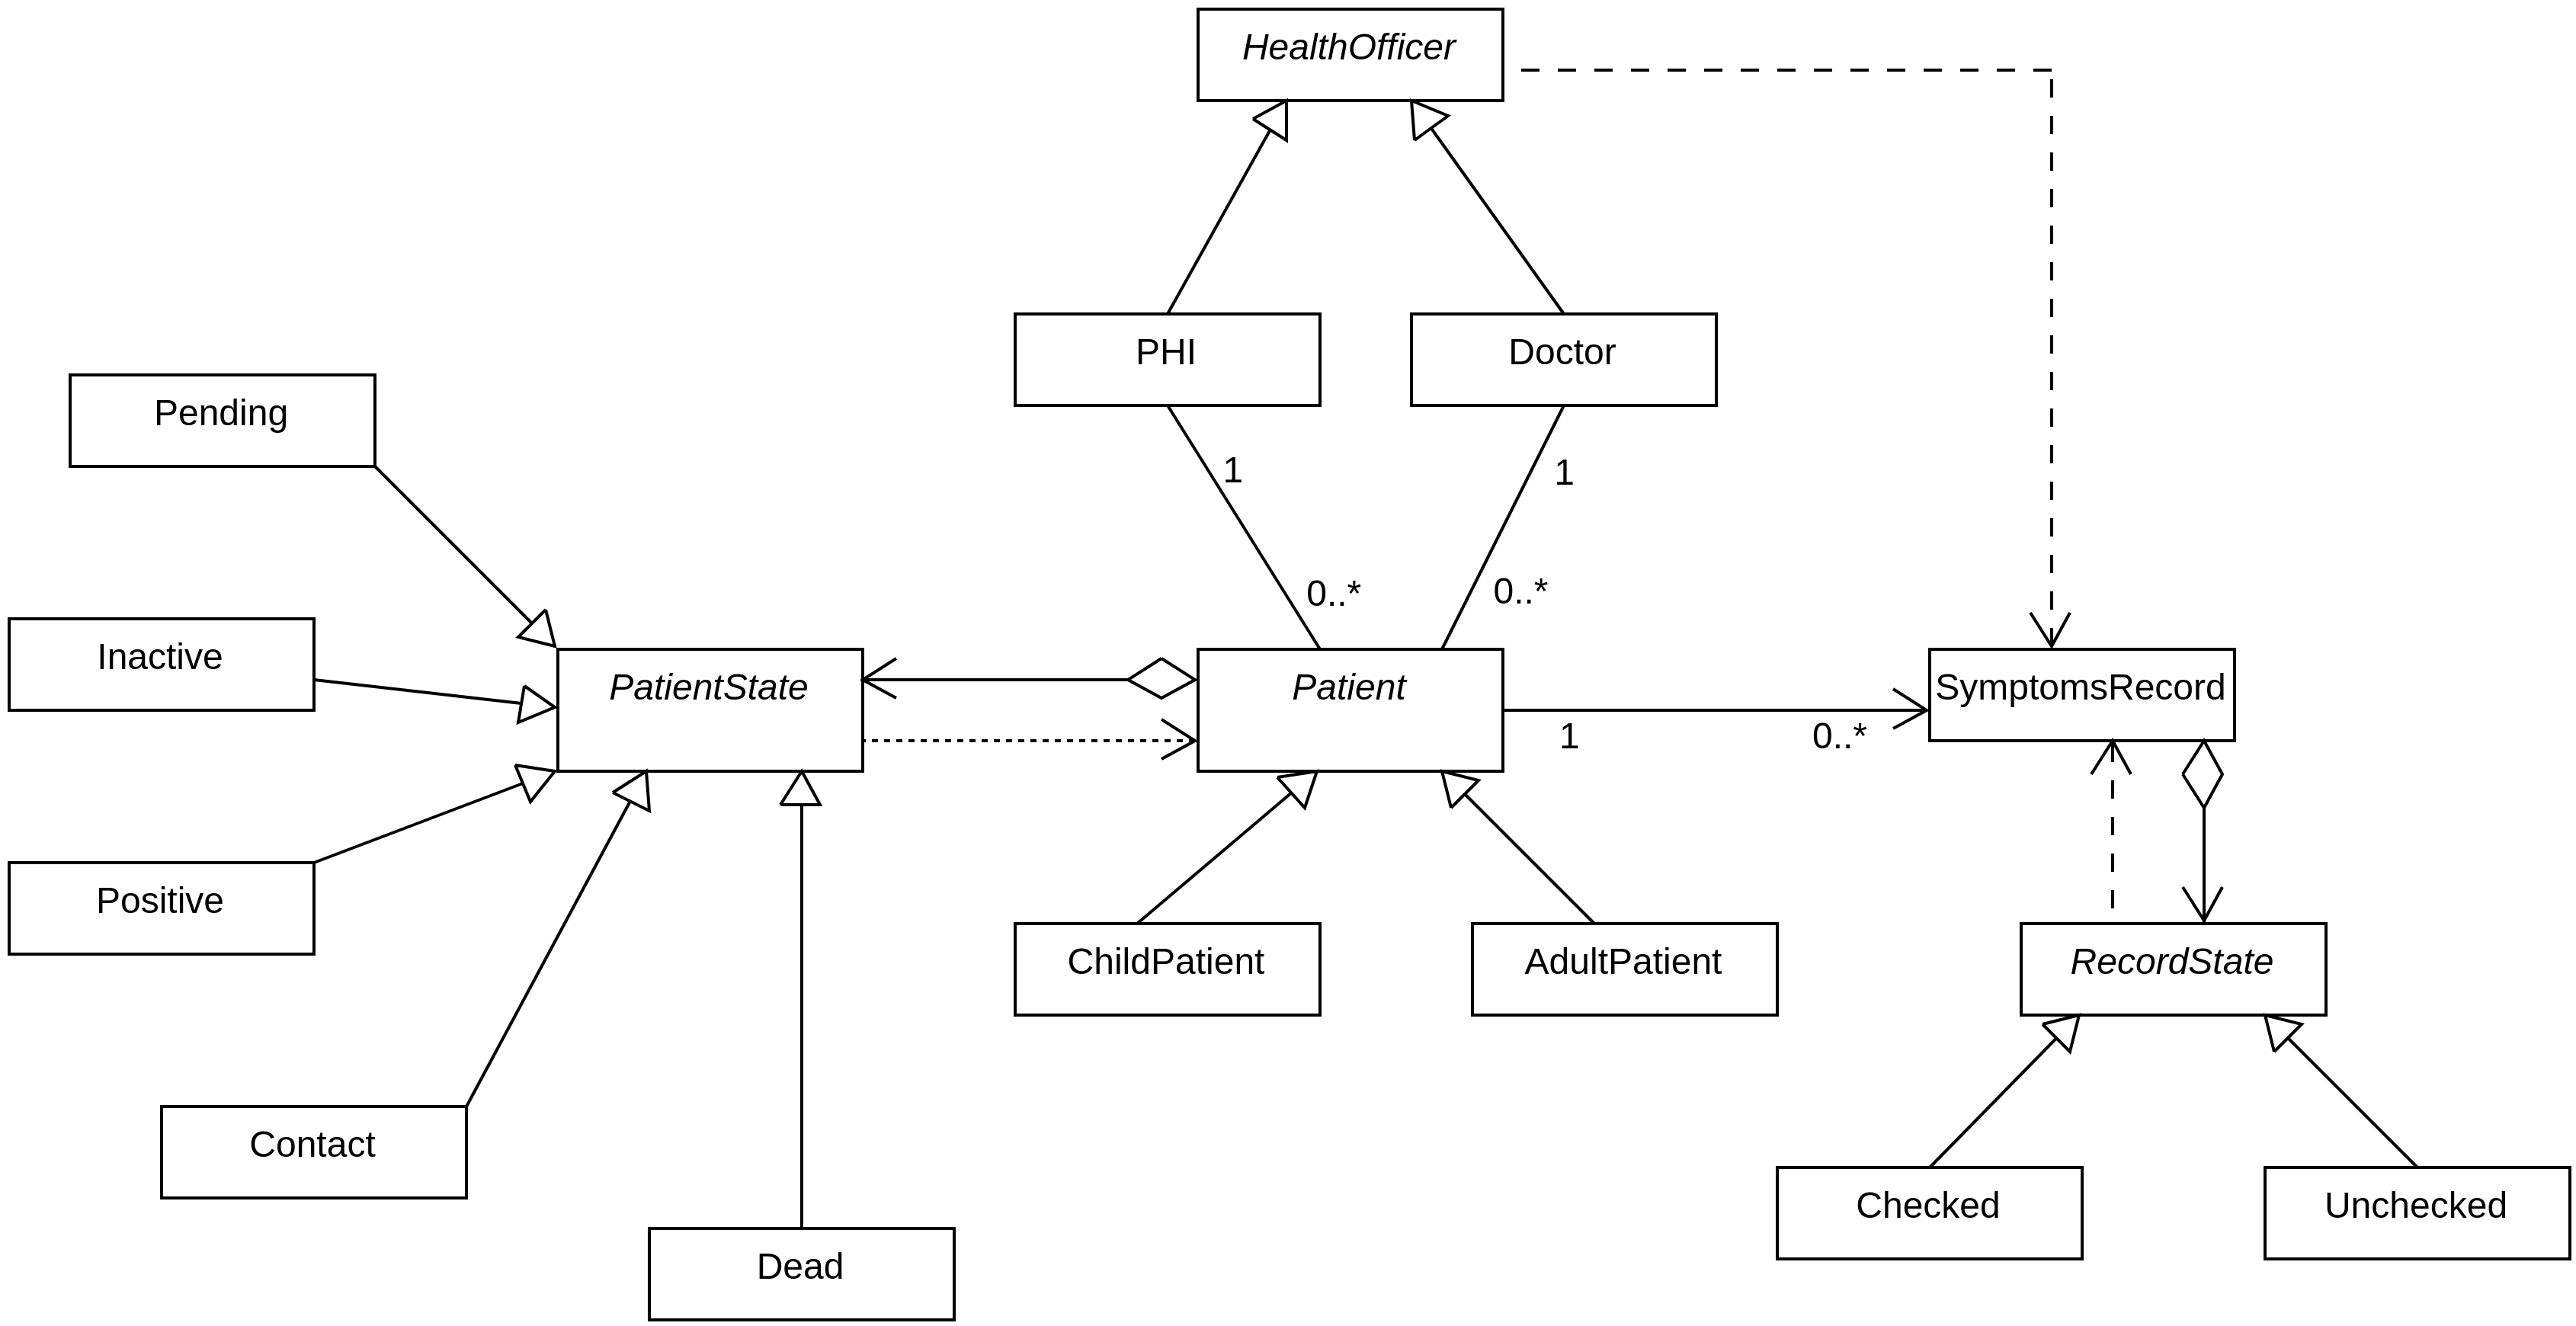 HealthOfficer
PHI
Doctor
Pending
1
1
0..*
0..*
Inactive
PatientState
Patient
SymptomsRecord
1
0..*
Positive
ChildPatient
AdultPatient
RecordState
Contact
Checked
Unchecked
Dead